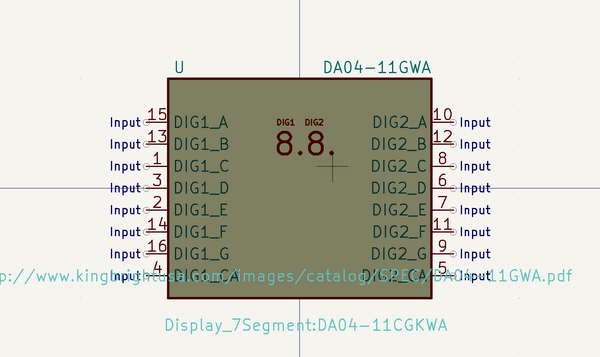 U DA04-11GWA
DIG1 DIG2
8.8.
Input 15 DIG1_A DIG2_A 10 Input
Input 13 DIG1_B DIG2_B 12 Input
Input 1 DIG1_C DIG2_C 8 Input
Input 3 DIG1_D DIG2_D 6 Input
Input 2 DIG1_E DIG2_E 7 Input
Input 14 DIG1_F DIG2_F 11 Input
Input 16 DIG1_G DIG2_G 9 Input
Input 4 DIG1_CA DIG2_CA 5 Input
p://www.kingbrightusa.com/images/catalog/SPEC/DA04-11GWA.pdf
Display_7Segment:DA04-11CGKWA